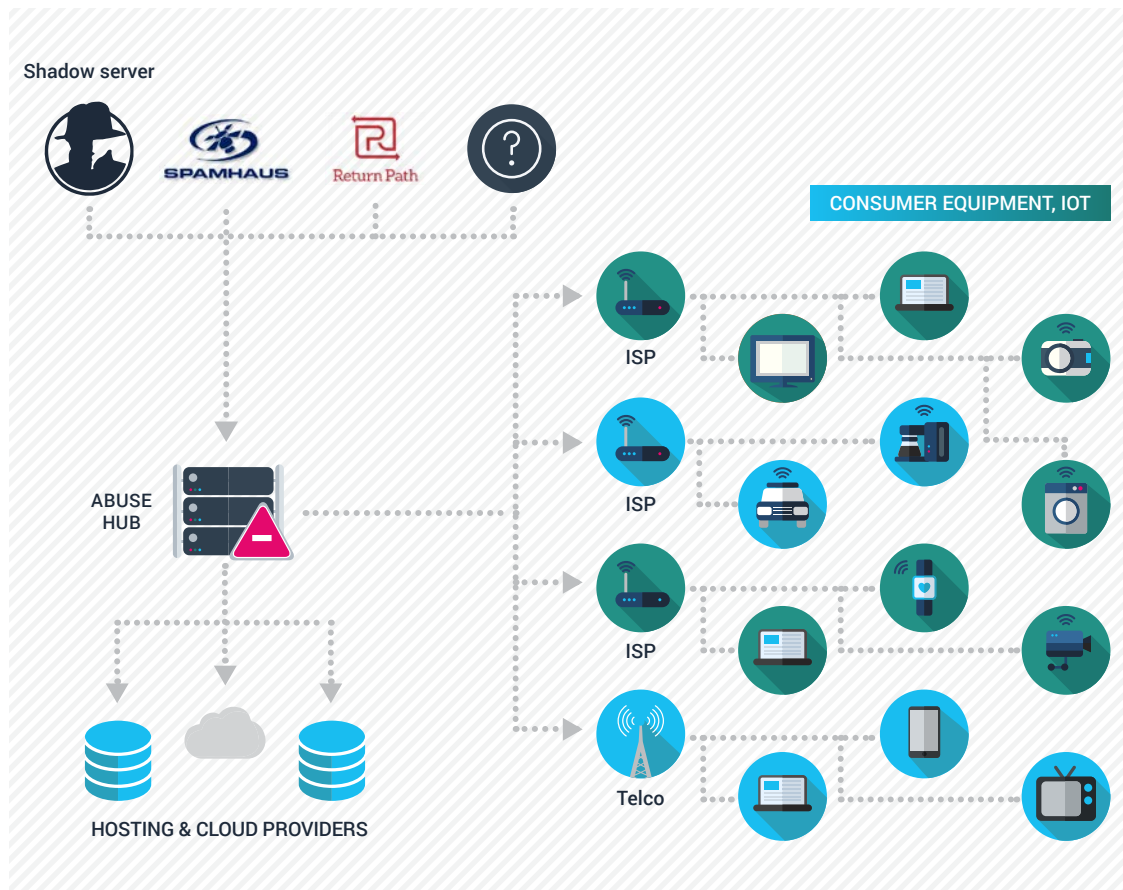 Shadow server
SPAMHAUS
Return Path
?
CONSUMER EQUIPMENT, IOT
ISP
ISP
ABUSE
HUB
ISP
Telco
HOSTING & CLOUD PROVIDERS